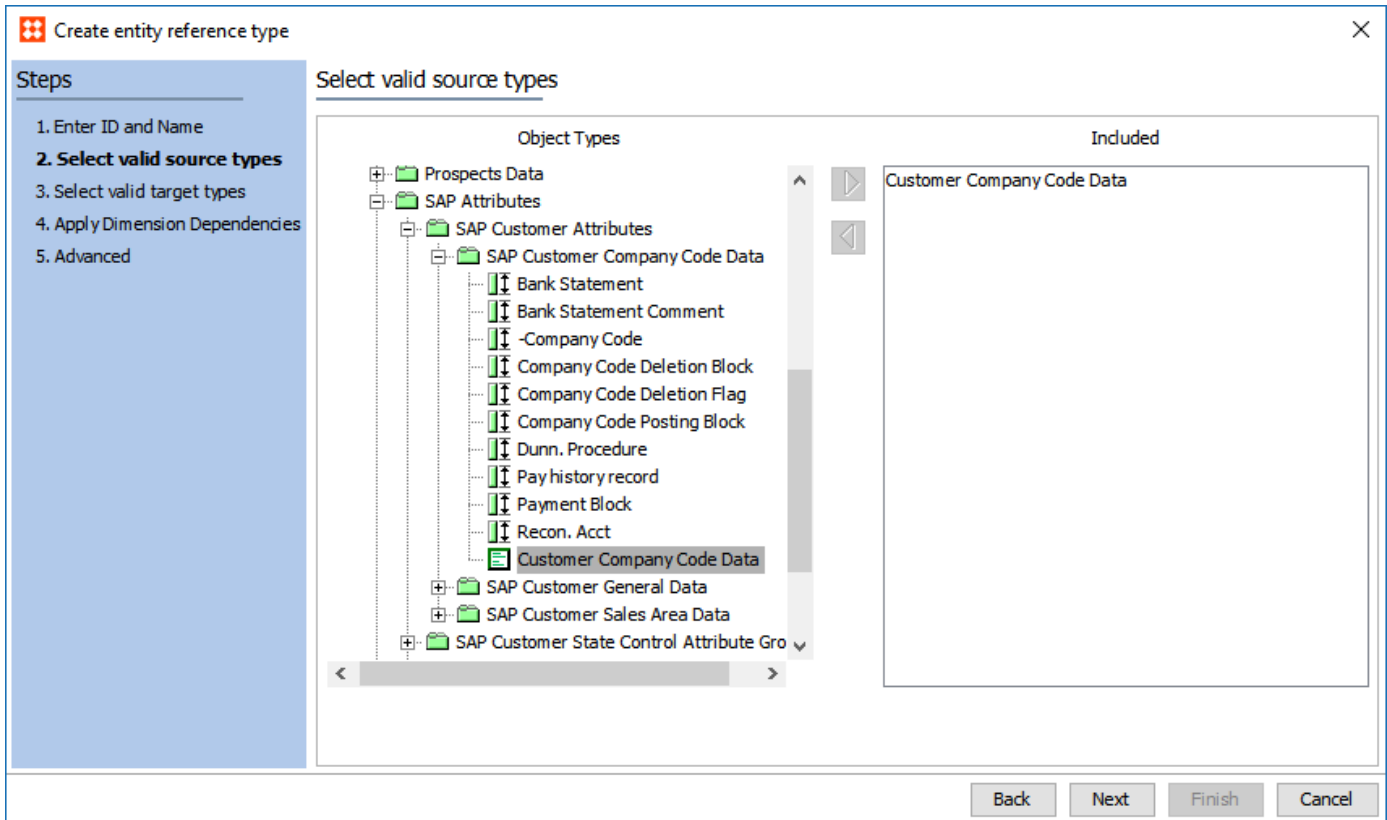 Create entity reference type
Steps
1. Enter ID and Name
2. Select valid source types
3. Select valid target types
4. Apply Dimension Dependencies
5. Advanced
Select valid source types
Object Types
Prospects Data
SAP Attributes
SAP Customer Attributes
SAP Customer Company Code Data
Bank Statement
Bank Statement Comment
-Company Code
Company Code Deletion Block
Company Code Deletion Flag
Company Code Posting Block
Dunn. Procedure
Pay history record
Payment Block
Recon. Acct
Customer Company Code Data
SAP Customer General Data
SAP Customer Sales Area Data
SAP Customer State Control Attribute Gro
Included
Customer Company Code Data
Back Next Finish Cancel